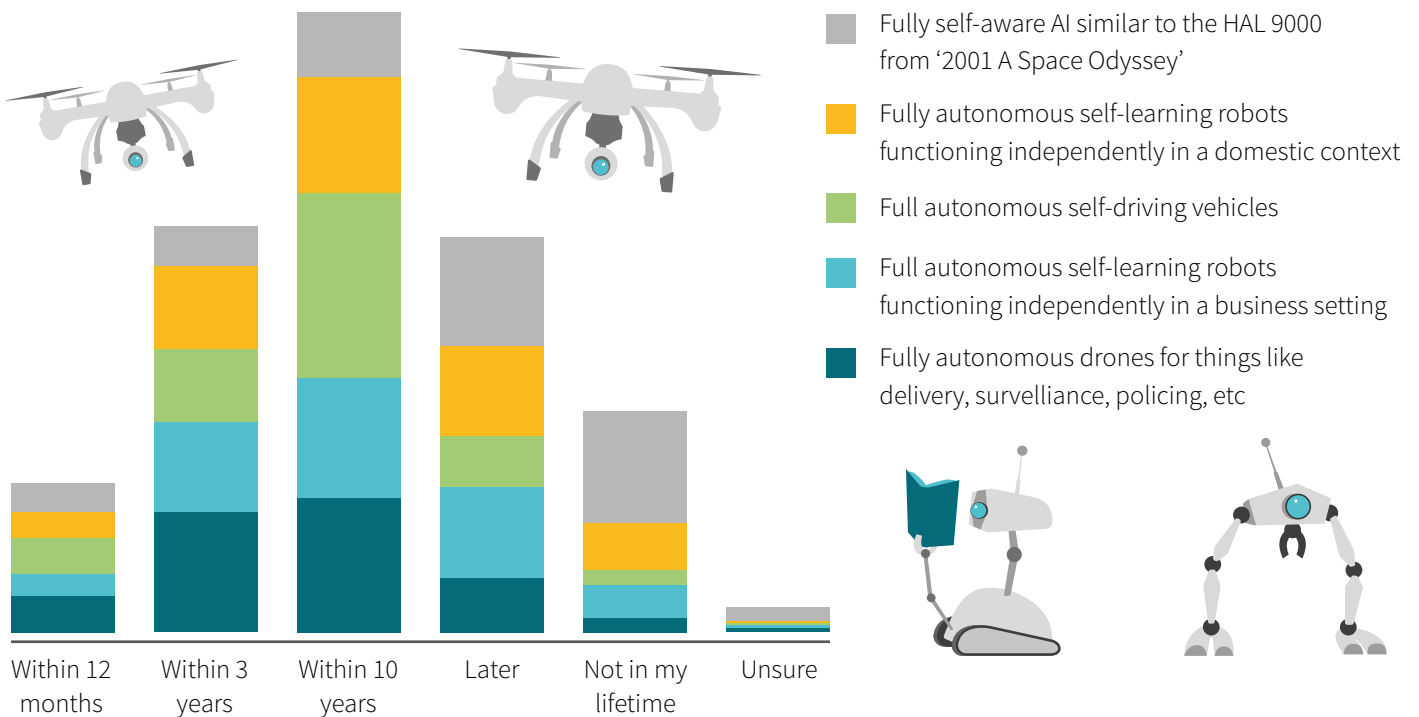 Fully self-aware AI similar to the HAL 9000
from ‘2001 A Space Odyssey’
Fully autonomous self-learning robots
functioning independently in a domestic context
Full autonomous self-driving vehicles
Full autonomous self-learning robots
functioning independently in a business setting
Fully autonomous drones for things like
delivery, survelliance, policing, etc
Within 12
months
Within 3
years
Within 10
years
Later
Not in my
lifetime
Unsure